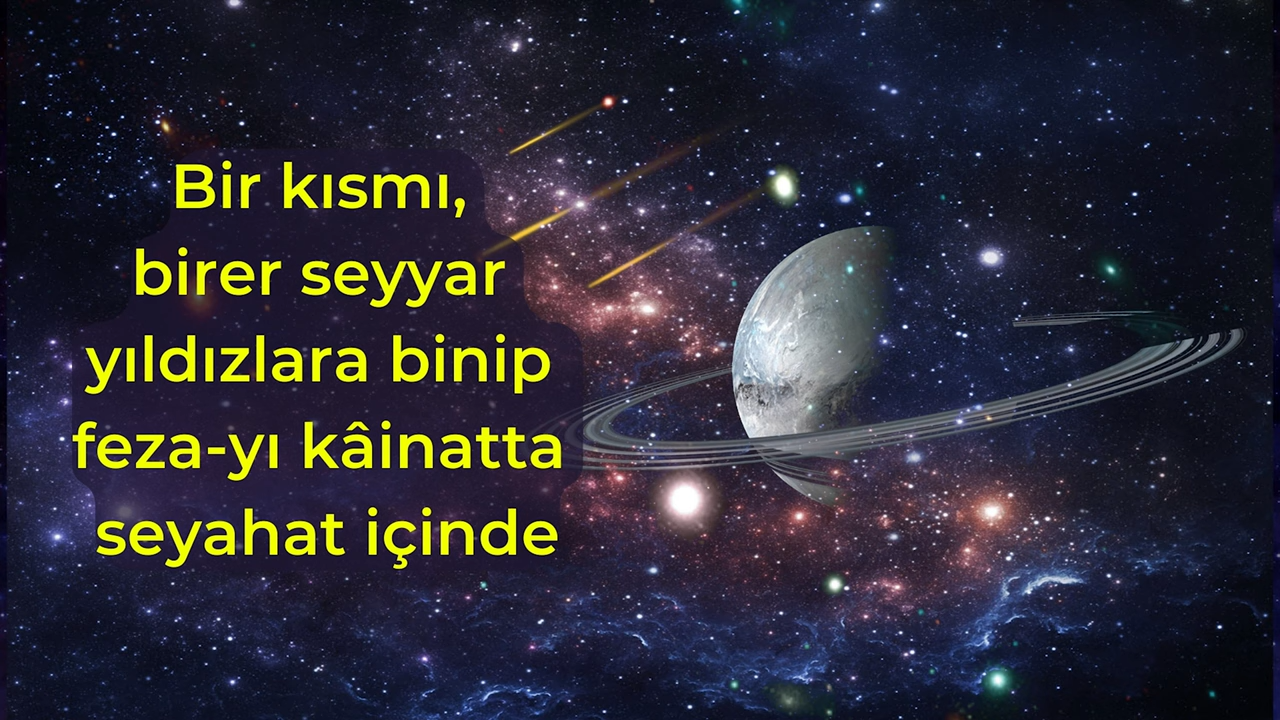 Bir kısmı,
birer seyyar
yıldızlara binip
feza-yı kâinatta
seyahat içinde